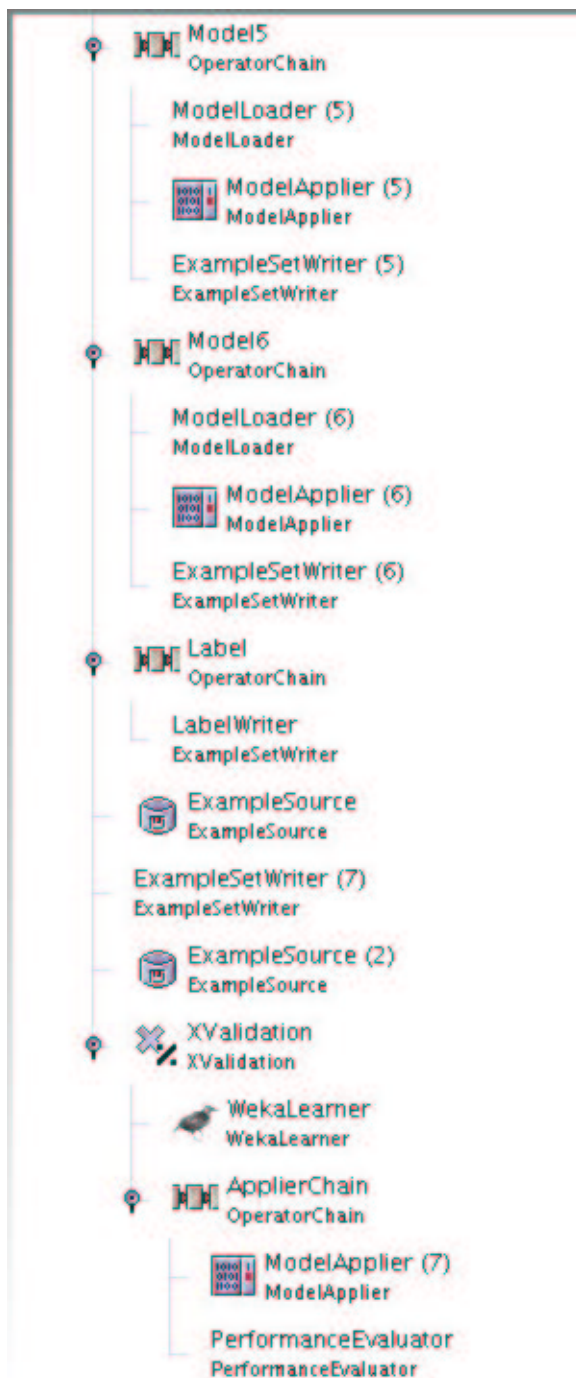 Model5
OperatorChain
ModelLoader (5)
ModelLoader
ModelApplier (5)
ModelApplier
ExampleSetWriter (5)
ExampleSetWriter
Model6
OperatorChain
ModelLoader (6)
ModelLoader
ModelApplier (6)
ModelApplier
ExampleSetWriter (6)
ExampleSetWriter
Label
OperatorChain
LabelWriter
ExampleSetWriter
ExampleSource
ExampleSource
ExampleSetWriter (7)
ExampleSetWriter
ExampleSource (2)
ExampleSource
XValidation
XValidation
WekaLearner
WekaLearner
ApplierChain
OperatorChain
ModelApplier (7)
ModelApplier
PerformanceEvaluator
PerformanceEvaluator